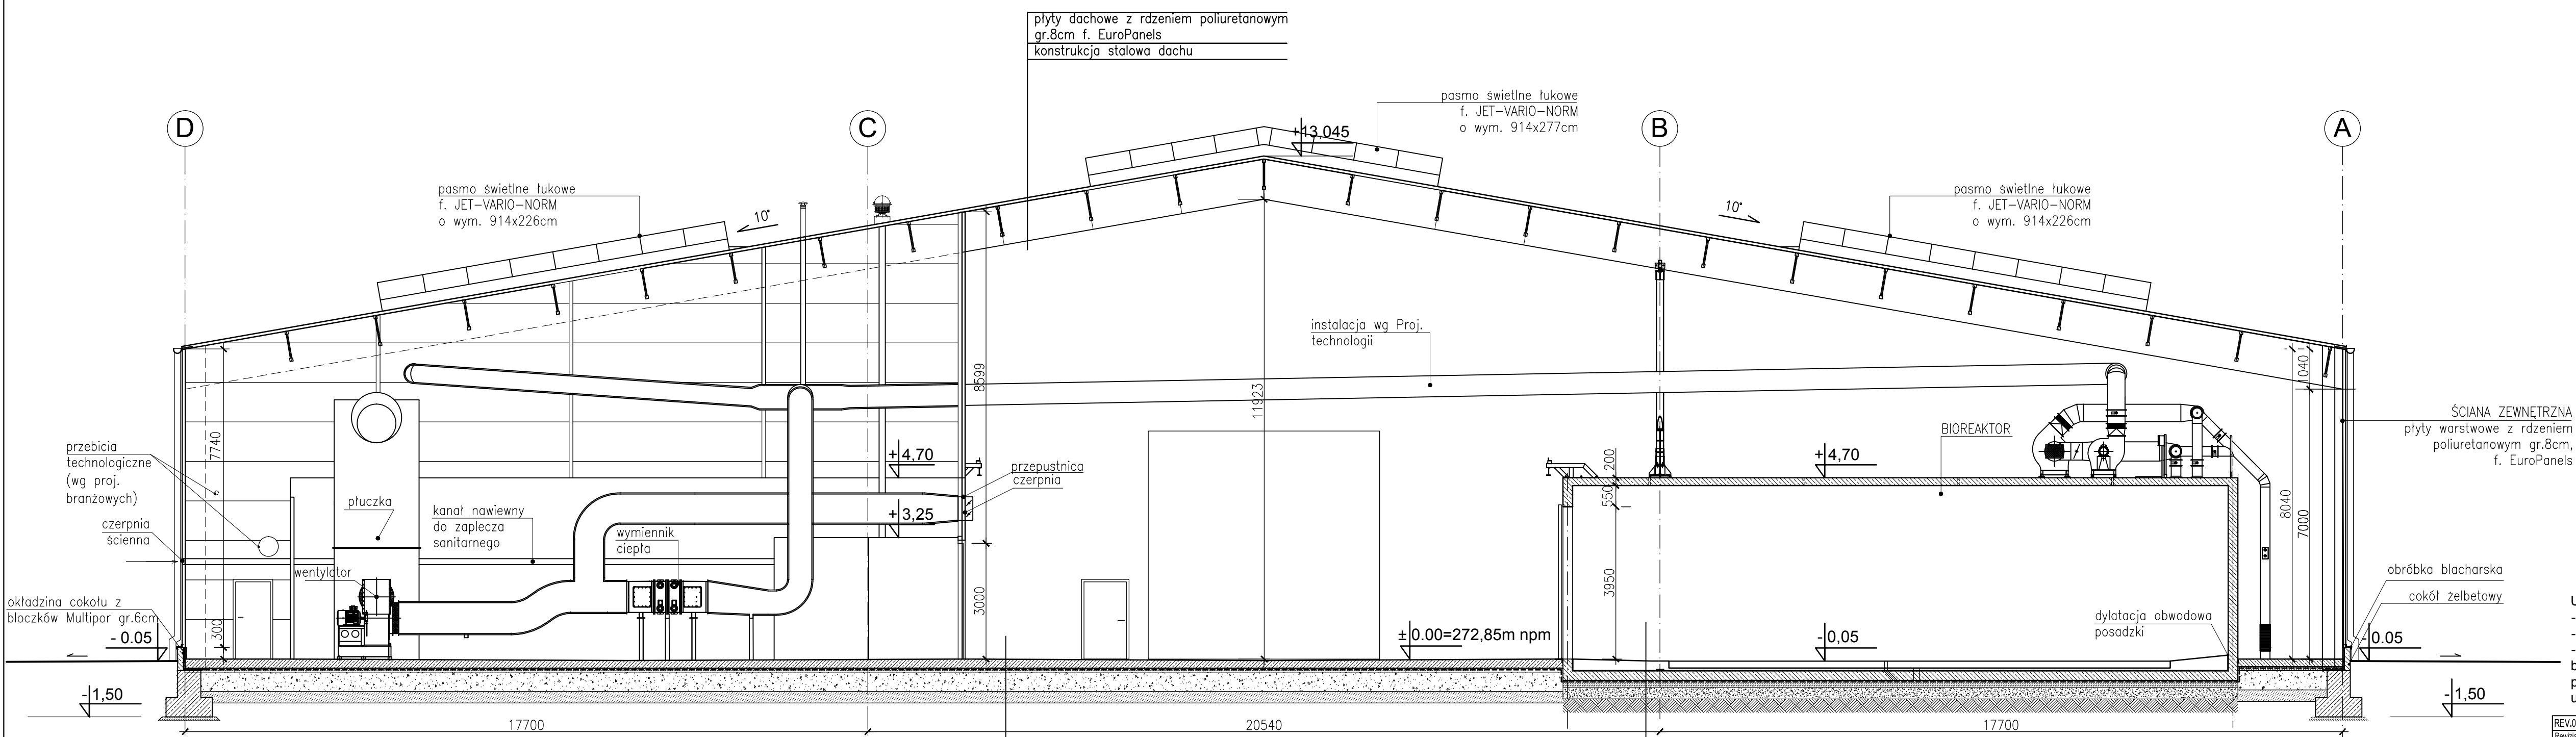 płyty dachowe z rdzeniem poliuretanowym
gr.8cm f. EuroPanels
konstrukcja stalowa dachu
pasmo świetlne łukowe
f. JET-VARIO-NORM
o wym. 914x277cm
D
C
B
A
+13,045
pasmo świetlne łukowe
f. JET-VARIO-NORM
o wym. 914x226cm
10°
10°
pasmo świetlne łukowe
f. JET-VARIO-NORM
o wym. 914x226cm
instalacja wg Proj.
technologii
8599
11923
1040
ŚCIANA ZEWNĘTRZNA
płyty warstwowe z rdzeniem
poliuretanowym gr.8cm,
f. EuroPanels
przebicia
technologiczne
(wg proj.
branżowych)
7740
+4,70
przepustnica
czerpnia
200
+4,70
BIOREAKTOR
550
8040
7000
płuczka
kanał nawiewny
do zaplecza
sanitarnego
+3,25
czerpnia
ścienna
wymiennik
ciepła
wentylator
3950
obróbka blacharska
cokół żelbetowy
okładzina cokołu z
bloczków Multipor gr.6cm
3000
300
dylatacja obwodowa
posadzki
- 0.05
± 0.00=272,85m npm
-0,05
-0.05
-1,50
-1,50
17700
20540
17700
REV.0